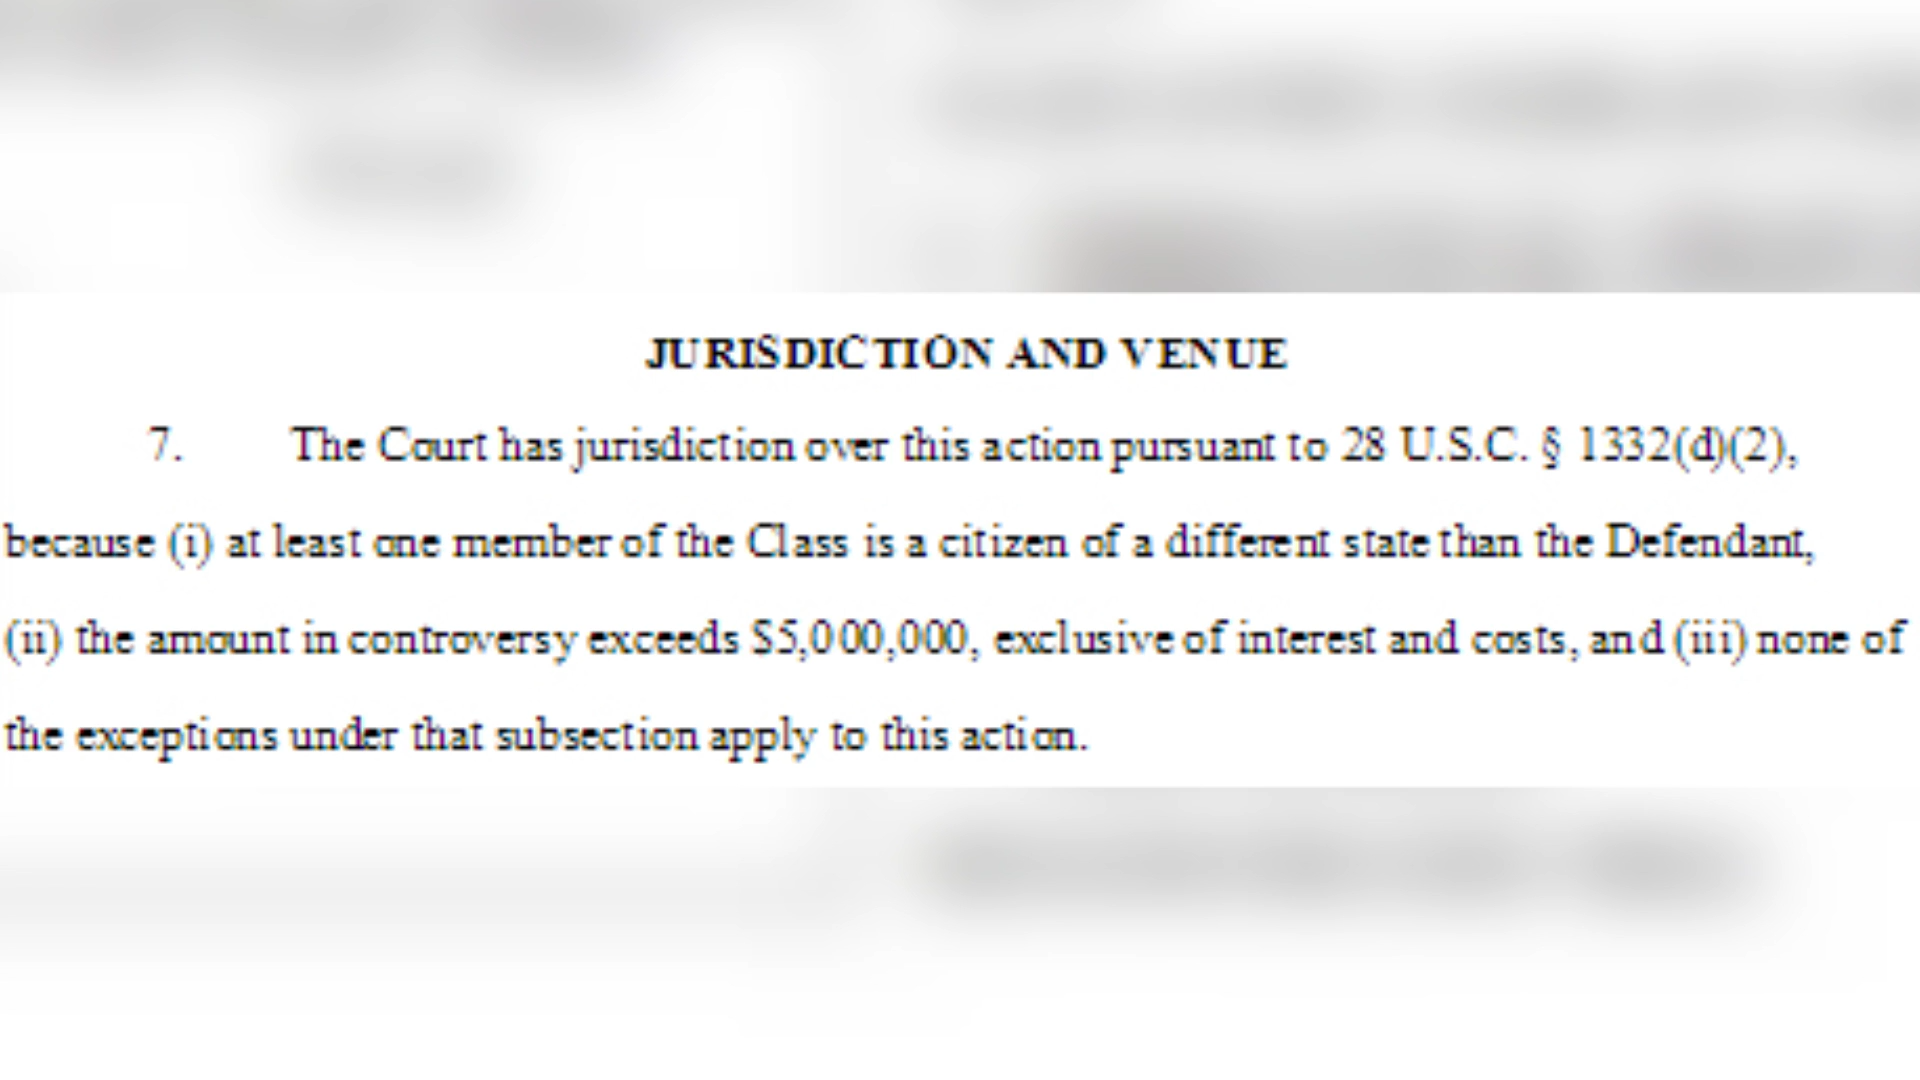 JURISDICTION AND VENUE
7. The Court has jurisdiction over this action pursuant to 28 U.S.C. § 1332(d)(2),
because (i) at least one member of the Class is a citizen of a different state than the Defendant,
(ii) the amount in controversy exceeds $5,000,000, exclusive of interest and costs, and (iii) none of
the exceptions under that subsection apply to this action.